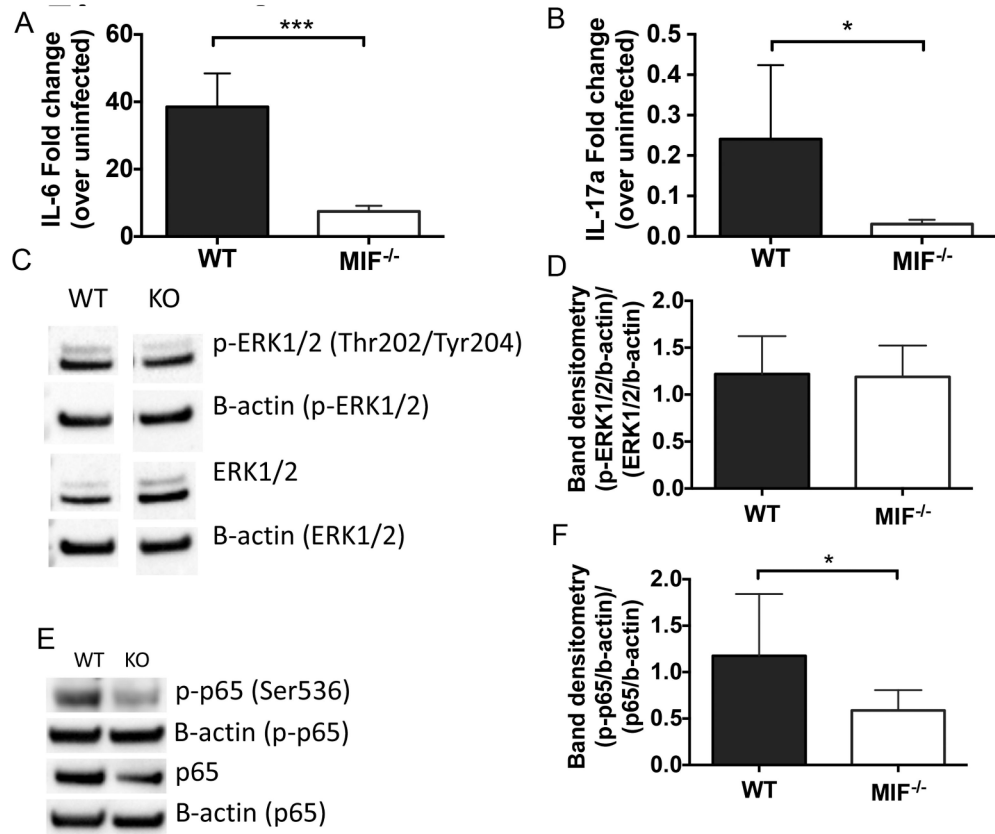 A
IL-6 Fold change
(over uninfected)
60
40
20
0
***
WT
MIF-/-
B
IL-17a Fold change
(over uninfected)
0.5
0.4
0.3
0.2
0.1
0.0
*
WT
MIF-/-
C
WT KO
p-ERK1/2 (Thr202/Tyr204)
B-actin (p-ERK1/2)
ERK1/2
B-actin (ERK1/2)
D
Band densitometry
(p-ERK1/2/b-actin)/
(ERK1/2/b-actin)
2.0
1.5
1.0
0.5
0.0
WT
MIF-/-
E
WT KO
p-p65 (Ser536)
B-actin (p-p65)
p65
B-actin (p65)
F
Band densitometry
(p-p65/b-actin)/
(p65/b-actin)
2.0
1.5
1.0
0.5
0.0
*
WT
MIF-/-